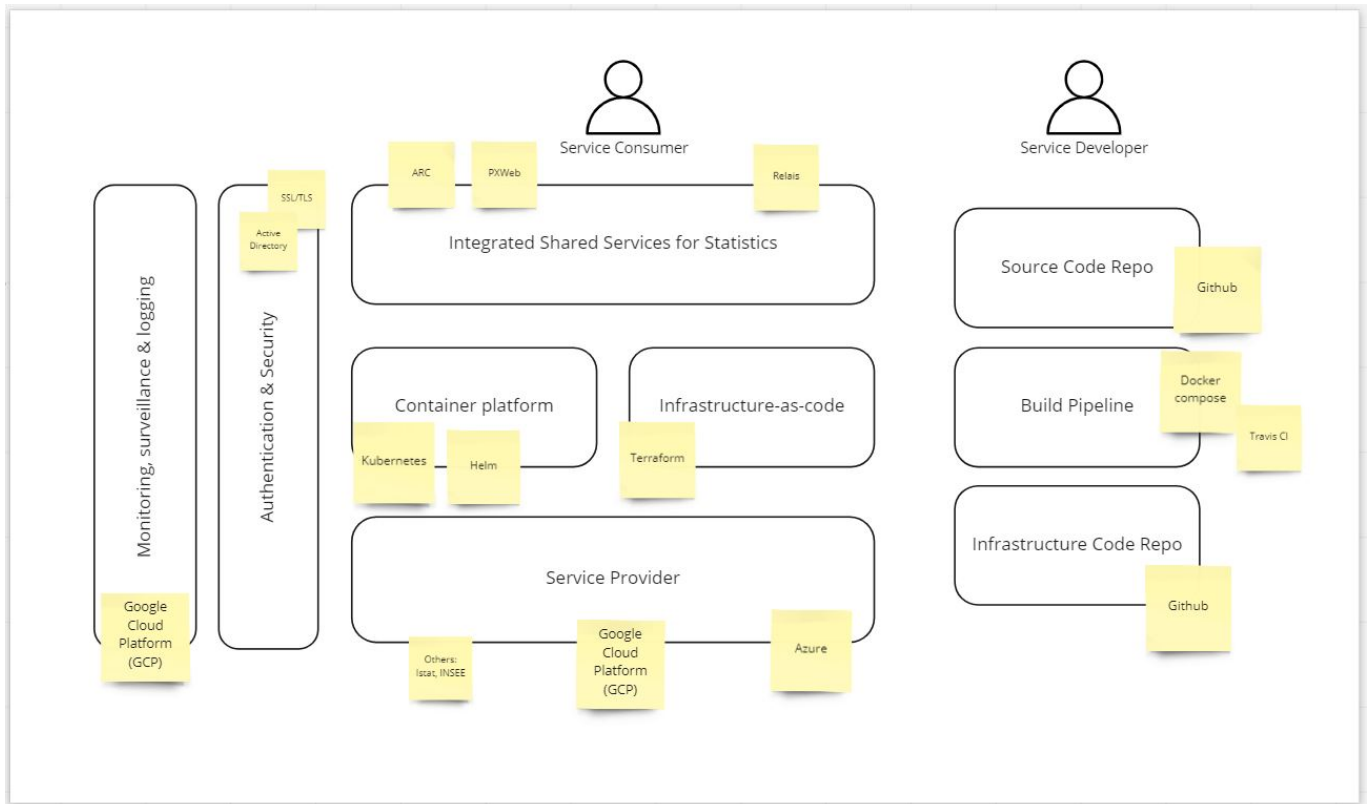 Service Consumer
Service Developer
ARC
PXWeb
Relais
SSL/TLS
Active
Directory
Integrated Shared Services for Statistics
Source Code Repo
Github
Monitoring, surveillance & logging
Authentication & Security
Container platform
Kubernetes
Helm
Infrastructure-as-code
Terraform
Build Pipeline
Docker
compose
Travis CI
Infrastructure Code Repo
Github
Service Provider
Google
Cloud
Platform
(GCP)
Others:
Istat, INSEE
Google
Cloud
Platform
(GCP)
Azure